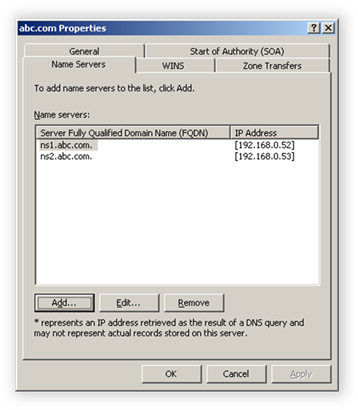 abc.com Properties
General
Start of Authority (SOA)
Name Servers
WINS
Zone Transfers
To add name servers to the list, click Add.
Name servers:
Server Fully Qualified Domain Name (FQDN) IP Address
ns1.abc.com. [192.168.0.52]
ns2.abc.com. [192.168.0.53]
Add... Edit... Remove
* represents an IP address retrieved as the result of a DNS query and
may not represent actual records stored on this server.
OK Cancel Apply